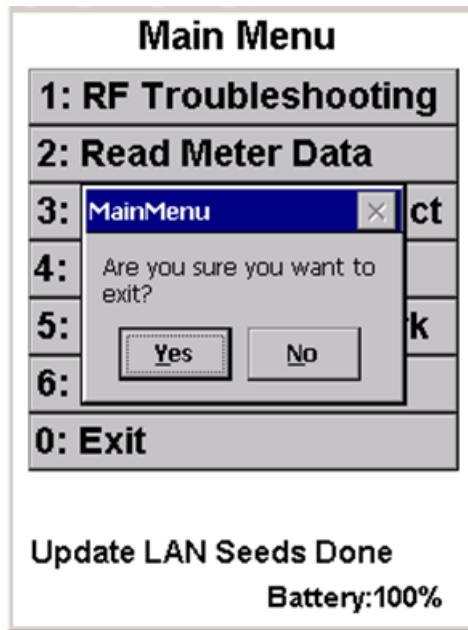 Main Menu
1: RF Troubleshooting
2: Read Meter Data
3: ct
MainMenu
4:
Are you sure you want to
exit?
5: k
Yes No
6:
0: Exit
Update LAN Seeds Done
Battery:100%